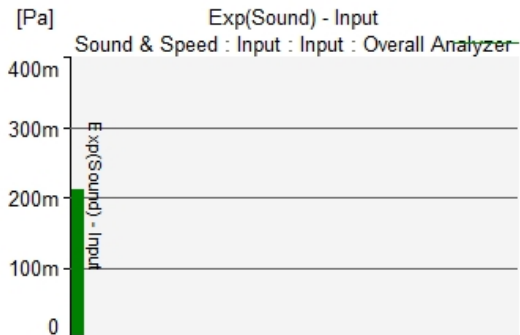 [Pa] Exp(Sound) - Input
Sound & Speed : Input : Input : Overall Analyzer
400m
300m
200m
100m
0
Exp(Sound) - Input